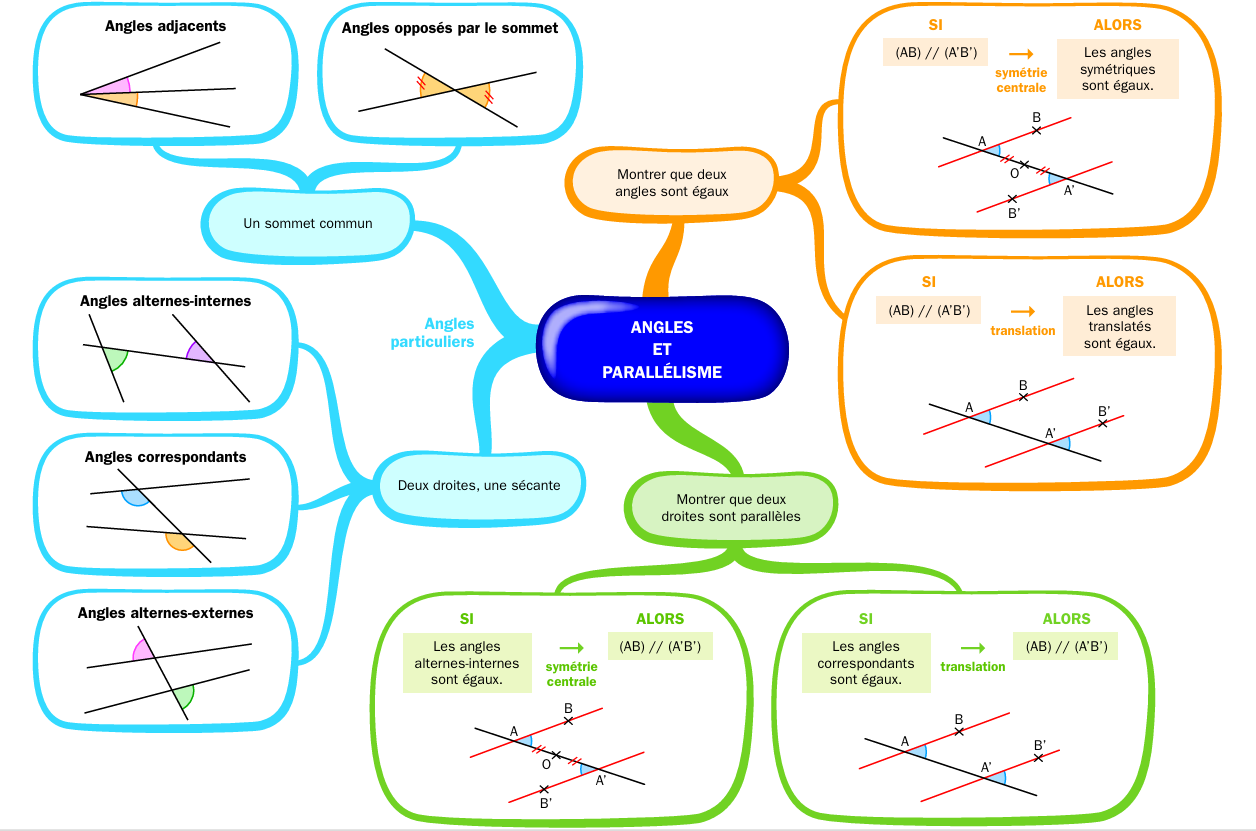 ANGLES
ET
PARALLÉLISME
Angles
particuliers
Un sommet commun
Angles adjacents
Angles opposés par le sommet
Deux droites, une sécante
Angles alternes-internes
Angles correspondants
Angles alternes-externes
Montrer que deux
angles sont égaux
SI
ALORS
(AB) // (A’B’)
symétrie
centrale
Les angles
symétriques
sont égaux.
B
A
O
A’
B’
SI
ALORS
(AB) // (A’B’)
translation
Les angles
translatés
sont égaux.
B
A
B’
A’
Montrer que deux
droites sont parallèles
SI
ALORS
Les angles
alternes-internes
sont égaux.
symétrie
centrale
(AB) // (A’B’)
B
A
O
A’
B’
SI
ALORS
Les angles
correspondants
sont égaux.
translation
(AB) // (A’B’)
B
A
B’
A’